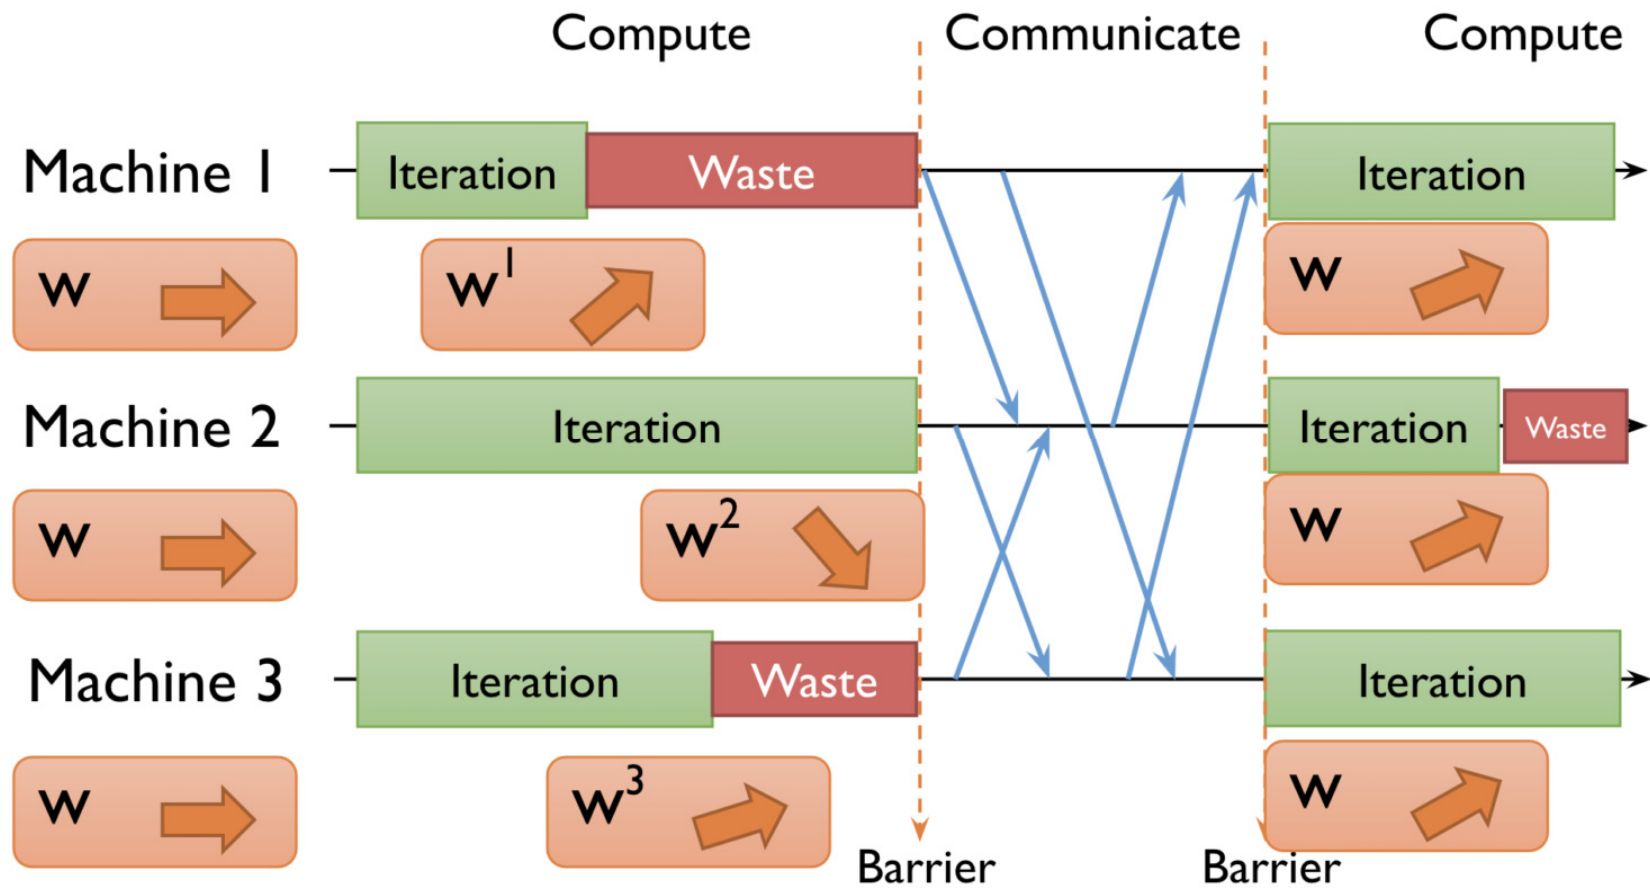 Compute Communicate Compute
Machine 1 Iteration Waste Iteration
w w¹ w
Machine 2 Iteration Iteration Waste
w w² w
Machine 3 Iteration Waste Iteration
w w³ w
Barrier Barrier